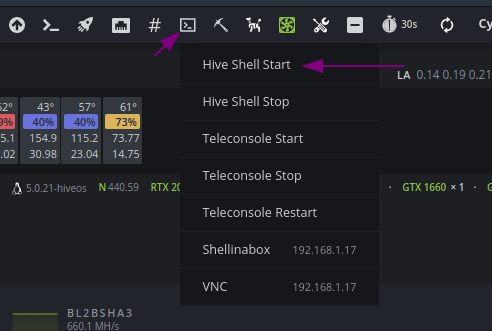 # 30s Cy
Hive Shell Start
LA 0.14 0.19 0.21
Hive Shell Stop
52° 43° 57° 61°
9% 40% 40% 73%
Teleconsole Start
5.1 154.9 115.2 73.77
.02 30.98 23.04 14.75
Teleconsole Stop
5.0.21-hiveos N 440.59 RTX 20 · GTX 1660 × 1 · G
Teleconsole Restart
Shellinabox 192.168.1.17
VNC 192.168.1.17
BL2BSHA3
660.1 MH/s